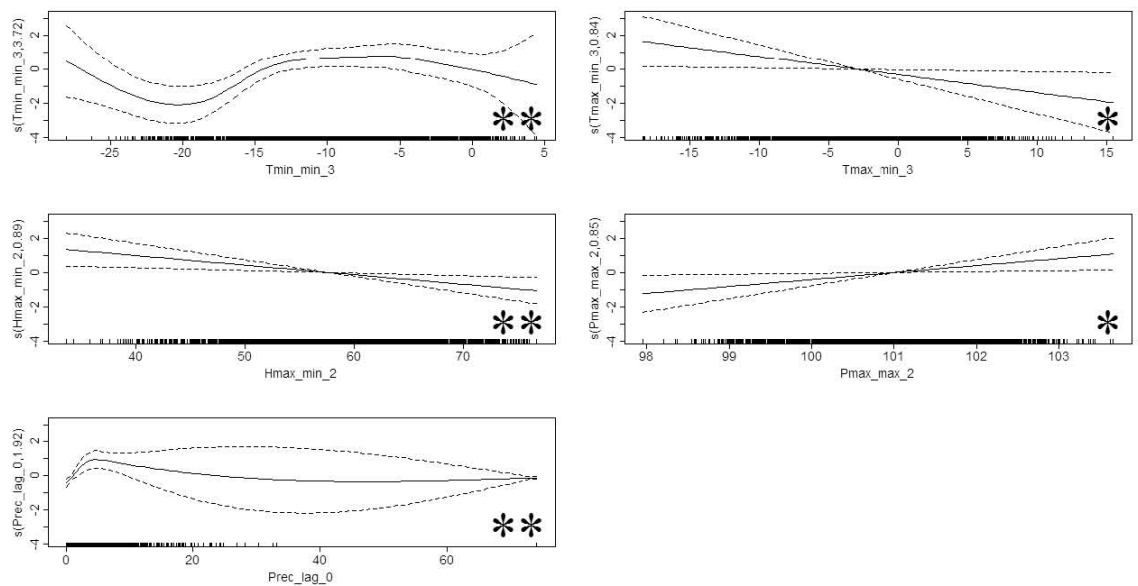 s(Tmin_min_3,3.72)
2
0
-2
-4
-25 -20 -15 -10 -5 0 5
Tmin_min_3
**
s(Tmax_min_3,0.84)
2
0
-2
-4
-15 -10 -5 0 5 10 15
Tmax_min_3
*
s(Hmax_min_2,0.89)
2
0
-2
-4
40 50 60 70
Hmax_min_2
**
s(Pmax_max_2,0.85)
2
0
-2
-4
98 99 100 101 102 103
Pmax_max_2
*
s(Prec_lag_0,1.92)
2
0
-2
-4
0 20 40 60
Prec_lag_0
**